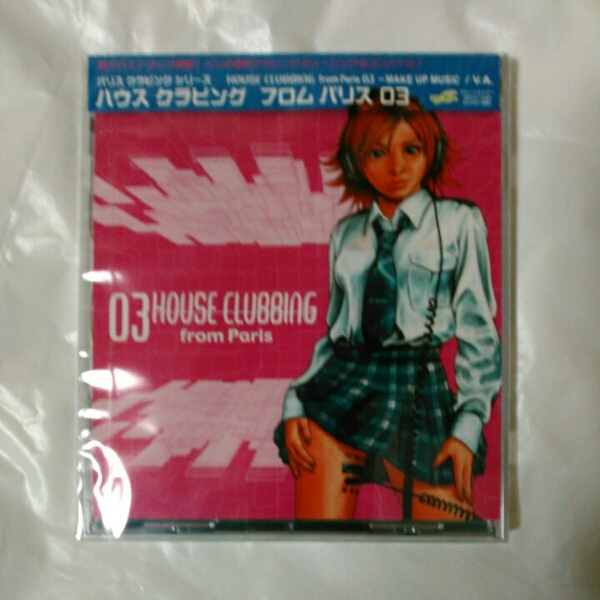 パリス クラビング シリーズ HOUSE CLUBBING from Paris 03 ~MAKE UP MUSIC / V.A.
ハウス クラビング フロム パリス 03
03 HOUSE CLUBBING
from Paris